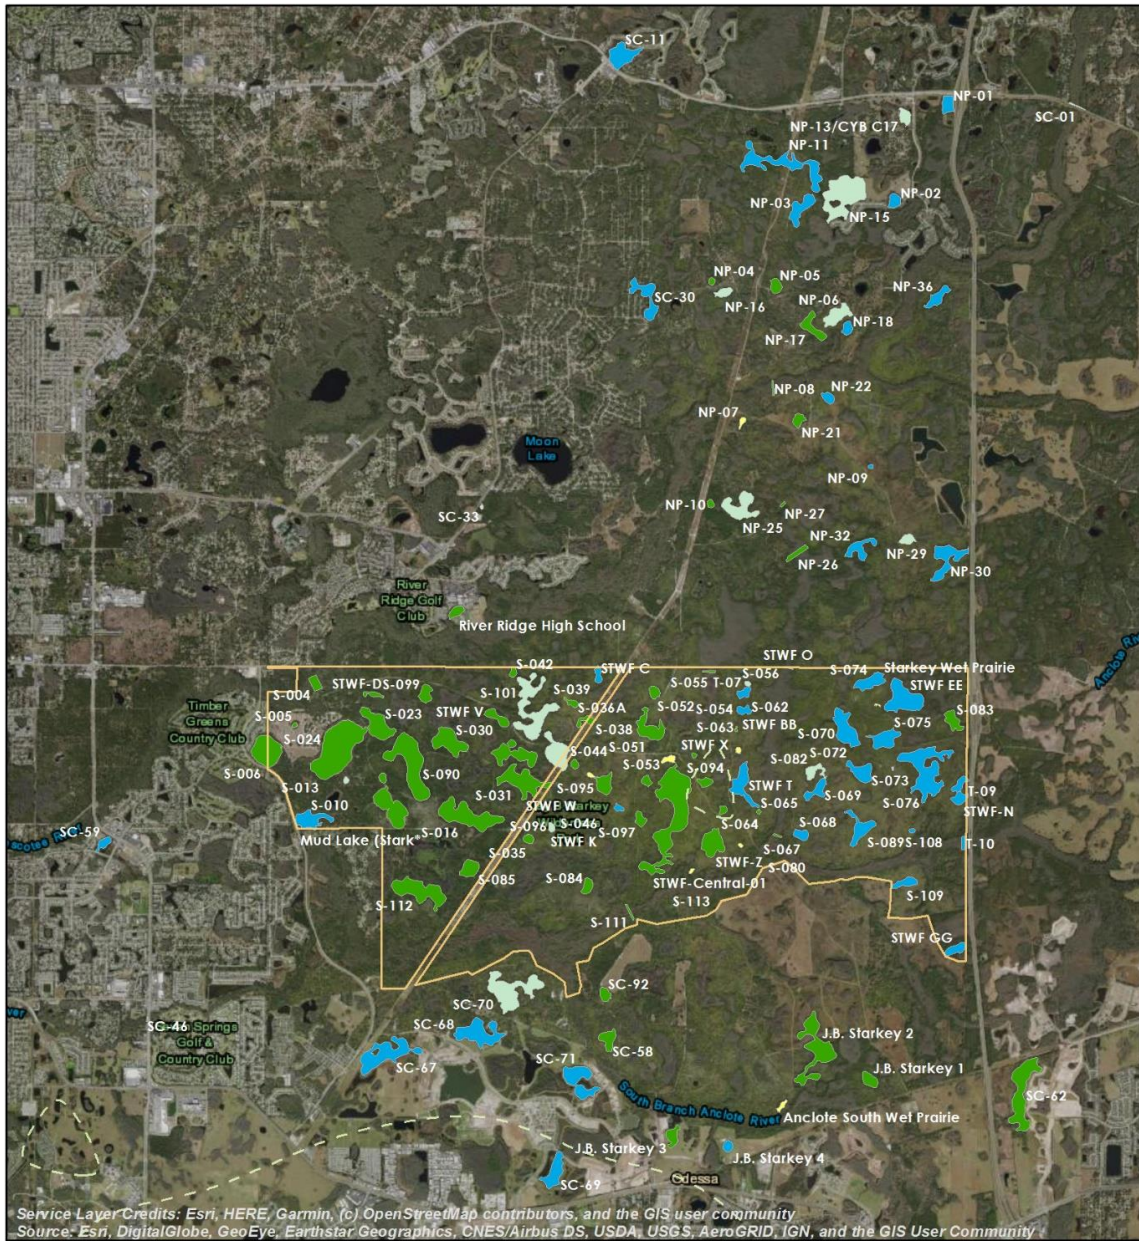 SC-11
NP-01
SC-01
NP-13/CYB C17
NP-11
NP-02
NP-03
NP-15
NP-04
NP-05
NP-36
SC-30
NP-16
NP-06
NP-18
NP-17
NP-08
NP-22
NP-07
NP-21
Moon
Lake
NP-09
NP-10
NP-27
SC-33
NP-25
NP-32
NP-29
NP-26
NP-30
River
Ridge Golf
Club
River Ridge High School
Anclote River
STWF O
S-042
STWF C
S-056
S-074
Starkey Wet Prairie
S-004
STWF-D
S-099
S-101
S-039
S-055
T-07
STWF EE
Timber
Greens
Country Club
S-005
S-023
STWF V
S-036A
S-052
S-054
S-062
S-083
S-024
S-030
S-038
S-063
STWF BB
S-070
S-075
S-006
S-044
S-051
STWF X
S-072
S-053
S-082
S-090
S-094
S-073
S-013
S-031
S-095
STWF T
S-069
S-076
T-09
S-010
STWF W
S-065
STWF-N
S-016
S-096
S-046
S-097
S-064
S-068
SC-59
Mud Lake (Stark*
STWF K
S-067
S-089
S-108
T-10
S-035
STWF-Z
S-080
S-085
S-084
STWF-Central-01
S-109
S-112
S-113
S-111
STWF GG
SC-92
SC-70
SC-46
Springs
Golf &
Country Club
SC-68
SC-58
J.B. Starkey 2
SC-67
SC-71
J.B. Starkey 1
SC-62
South Branch Anclote River
Anclote South Wet Prairie
J.B. Starkey 3
J.B. Starkey 4
SC-69
Odessa
Service Layer Credits: Esri, HERE, Garmin, (c) OpenStreetMap contributors, and the GIS user community
Source: Esri, DigitalGlobe, GeoEye, Earthstar Geographics, CNES/Airbus DS, USDA, USGS, AeroGRID, IGN, and the GIS User Community